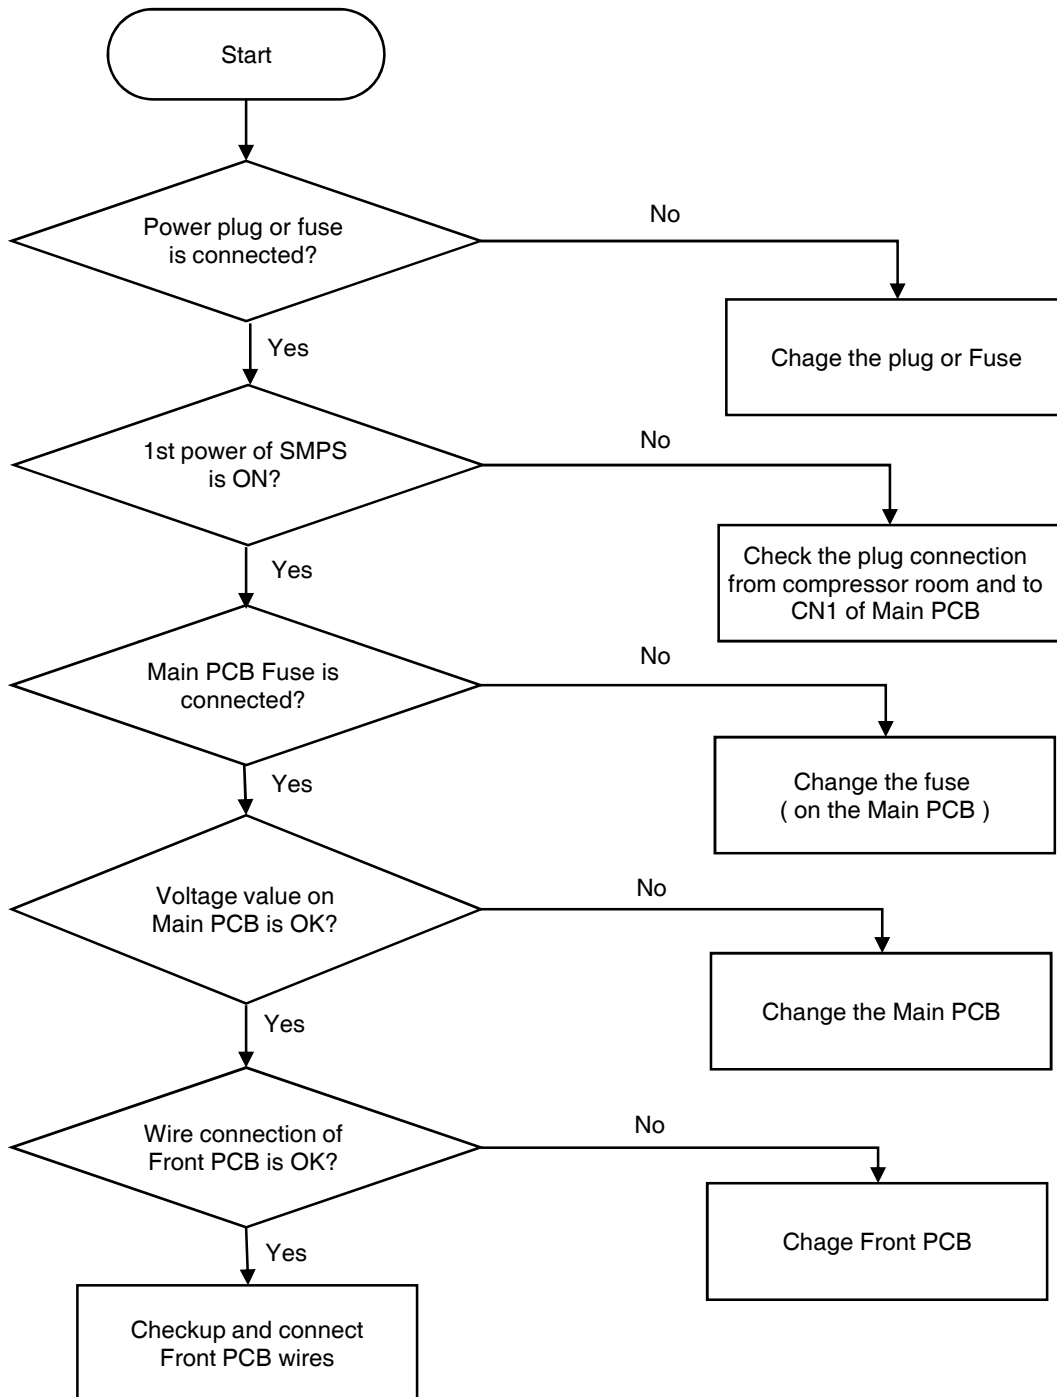 Start
Power plug or fuse
is connected?
No
Chage the plug or Fuse
Yes
1st power of SMPS
is ON?
No
Check the plug connection
from compressor room and to
CN1 of Main PCB
Yes
Main PCB Fuse is
connected?
No
Change the fuse
( on the Main PCB )
Yes
Voltage value on
Main PCB is OK?
No
Change the Main PCB
Yes
Wire connection of
Front PCB is OK?
No
Chage Front PCB
Yes
Checkup and connect
Front PCB wires